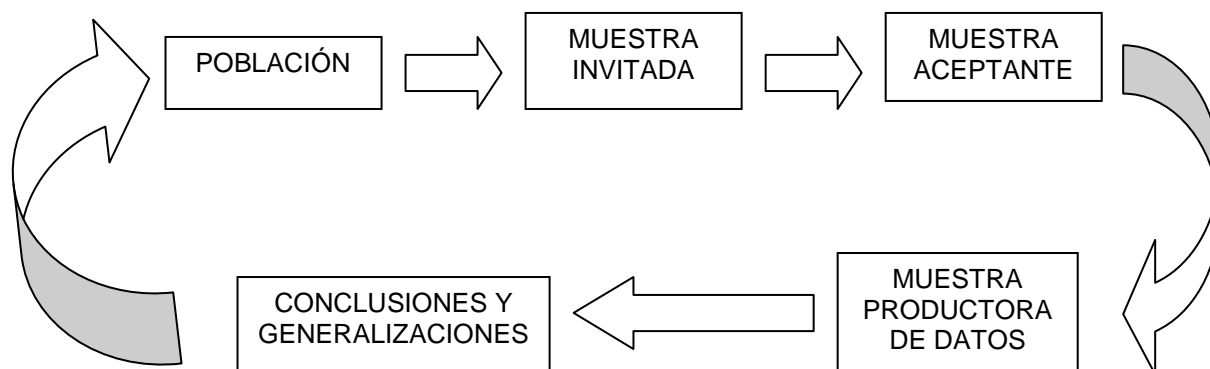 POBLACIÓN
MUESTRA
INVITADA
MUESTRA
ACEPTANTE
MUESTRA
PRODUCTORA
DE DATOS
CONCLUSIONES Y
GENERALIZACIONES